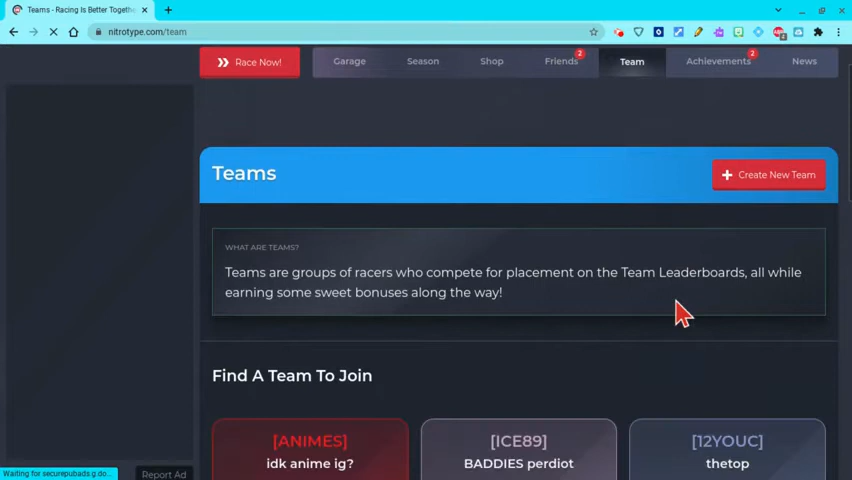 Teams - Racing Is Better Togethe
nitrotype.com/team
Race Now!
Garage
Season
Shop
Friends
2
Team
Achievements
2
News
Teams
Create New Team
WHAT ARE TEAMS?
Teams are groups of racers who compete for placement on the Team Leaderboards, all while
earning some sweet bonuses along the way!
Find A Team To Join
[ANIMES]
idk anime ig?
[ICE89]
BADDIES perdiot
[12YOUC]
thetop
Waiting for securepubads.g.do...
Report Ad